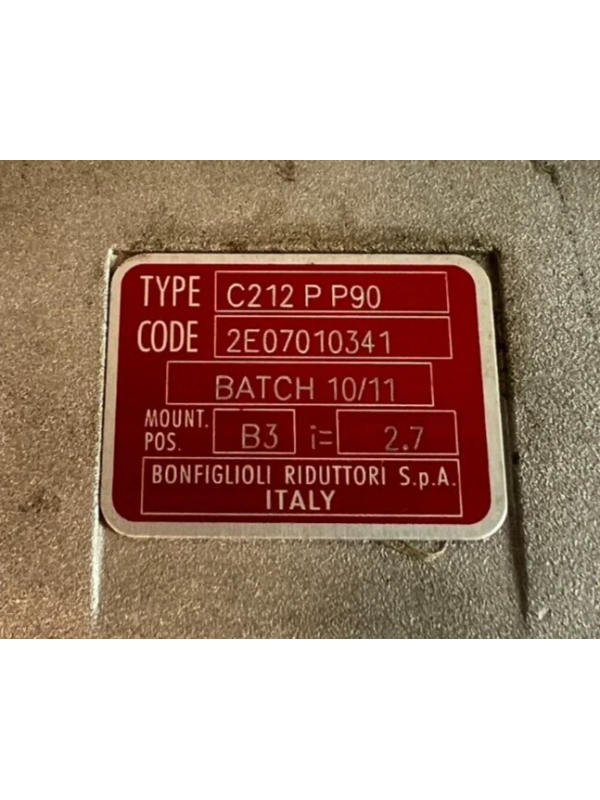 TYPE C212 P P90
CODE 2E07010341
BATCH 10/11
MOUNT. POS. B3 i= 2.7
BONFIGLIOLI RIDUTTORI S.p.A.
ITALY